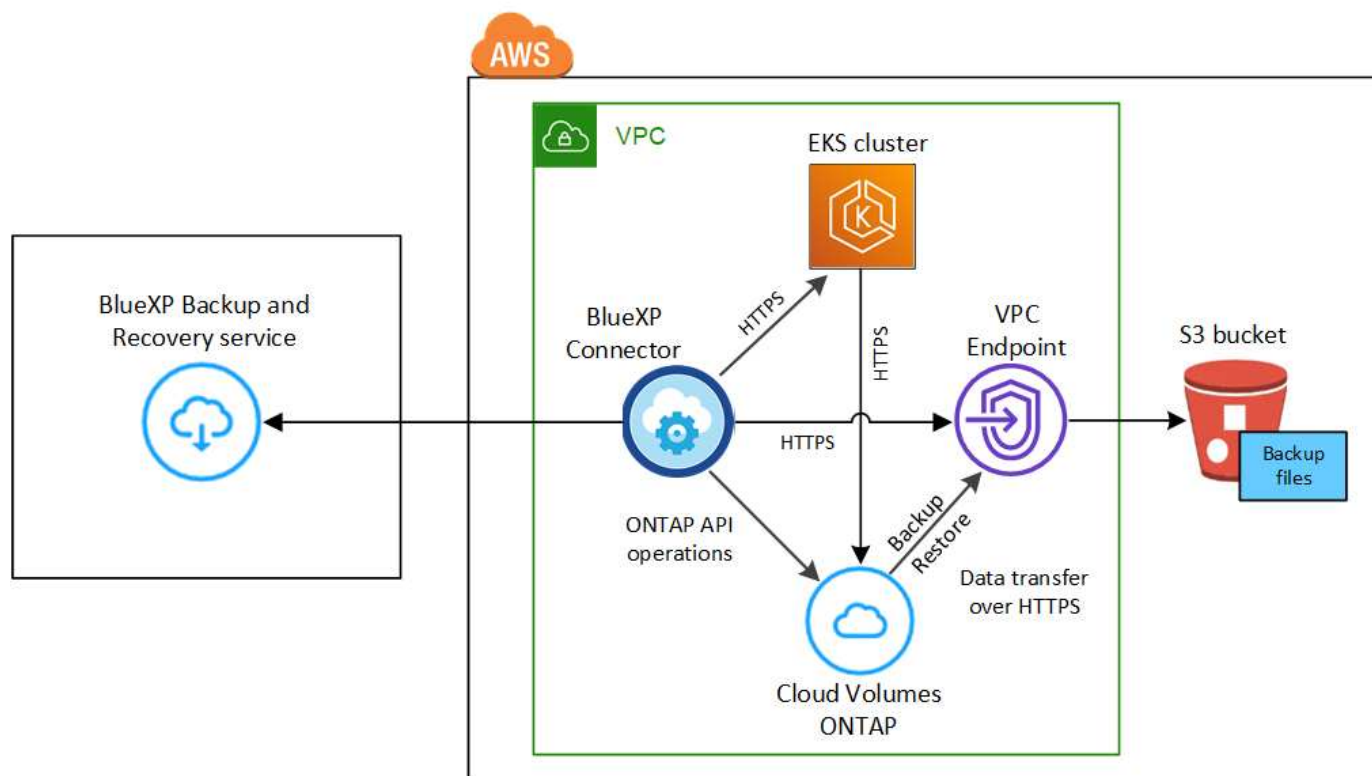 AWS
VPC
EKS cluster
K
BlueXP Backup and
Recovery service
BlueXP
Connector
HTTPS
HTTPS
VPC
Endpoint
S3 bucket
HTTPS
Backup
files
ONTAP API
operations
Backup
Restore
Data transfer
over HTTPS
Cloud Volumes
ONTAP